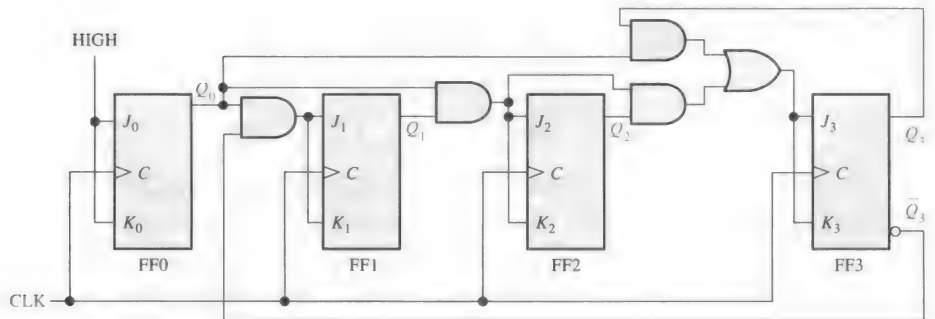 HIGH
Q₀
J₀
C
K₀
FF0
J₁
C
K₁
FF1
Q₁
J₂
C
K₂
FF2
Q₂
J₃
C
K₃
FF3
Q₃
Q̅₃
CLK